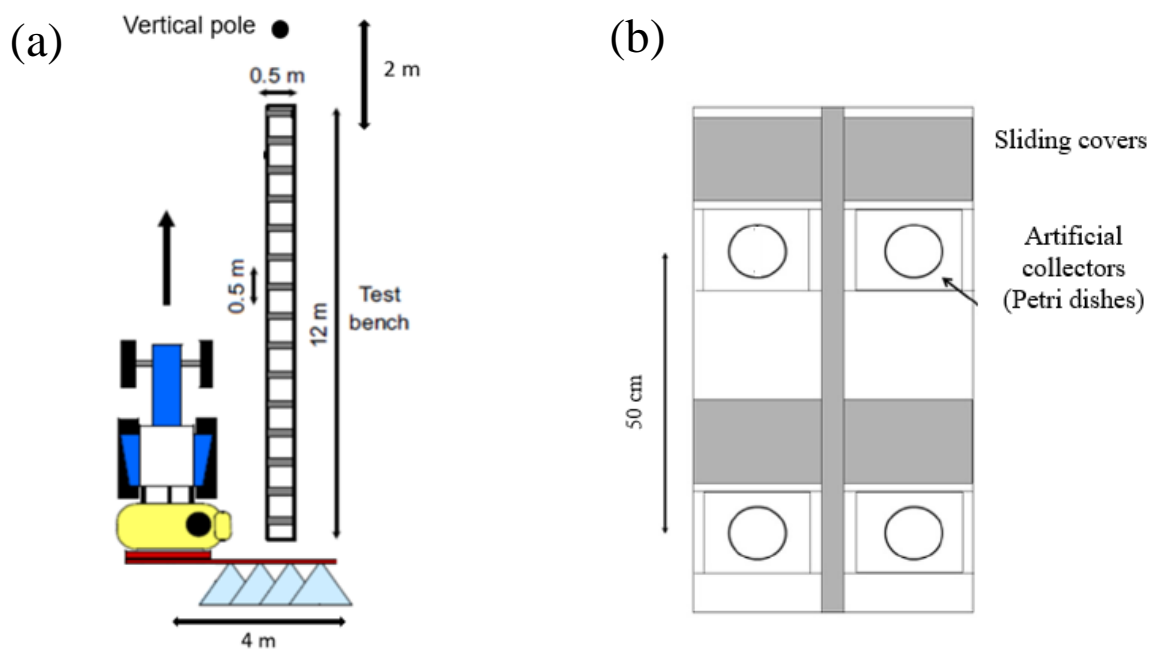 (a)
Vertical pole
2 m
0.5 m
0.5 m
12 m
Test
bench
4 m
(b)
Sliding covers
Artificial
collectors
(Petri dishes)
50 cm